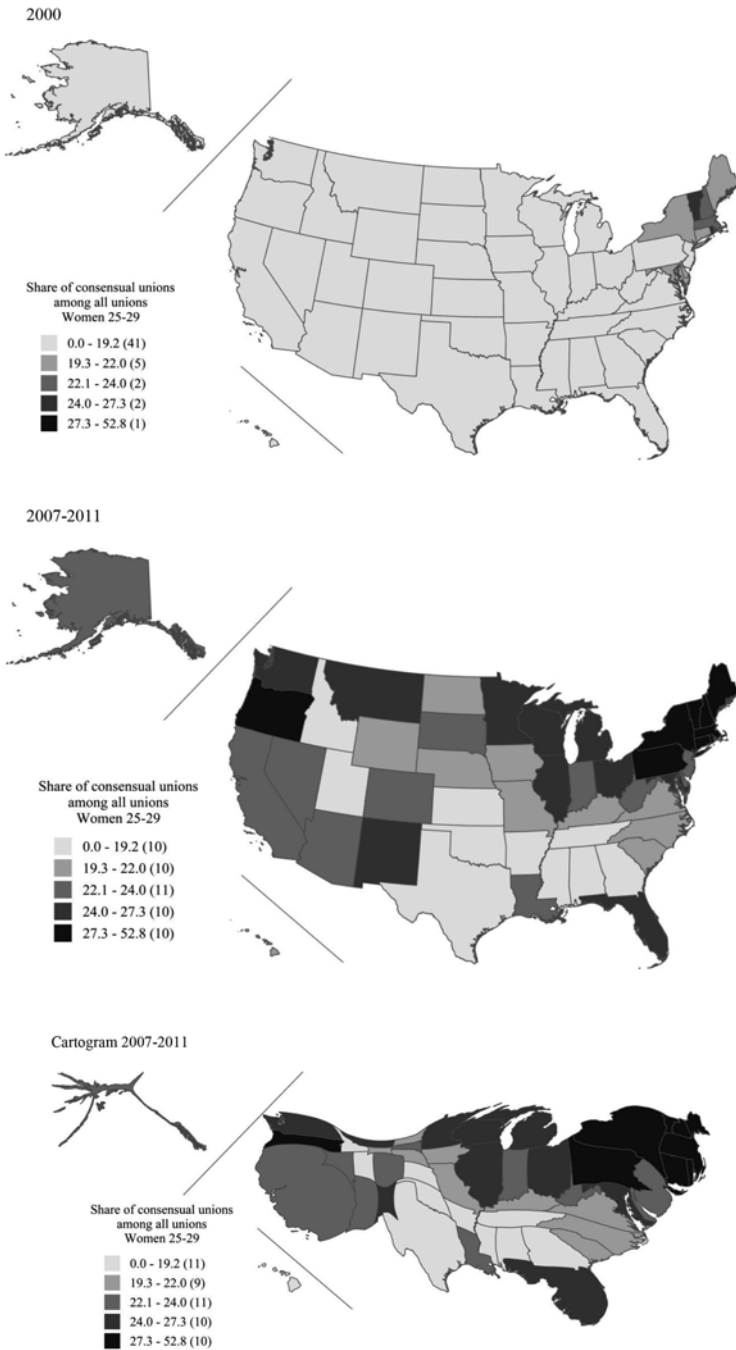 2000
Share of consensual unions
among all unions
Women 25-29
0.0 - 19.2 (41)
19.3 - 22.0 (5)
22.1 - 24.0 (2)
24.0 - 27.3 (2)
27.3 - 52.8 (1)
2007-2011
Share of consensual unions
among all unions
Women 25-29
0.0 - 19.2 (10)
19.3 - 22.0 (10)
22.1 - 24.0 (11)
24.0 - 27.3 (10)
27.3 - 52.8 (10)
Cartogram 2007-2011
Share of consensual unions
among all unions
Women 25-29
0.0 - 19.2 (11)
19.3 - 22.0 (9)
22.1 - 24.0 (11)
24.0 - 27.3 (10)
27.3 - 52.8 (10)